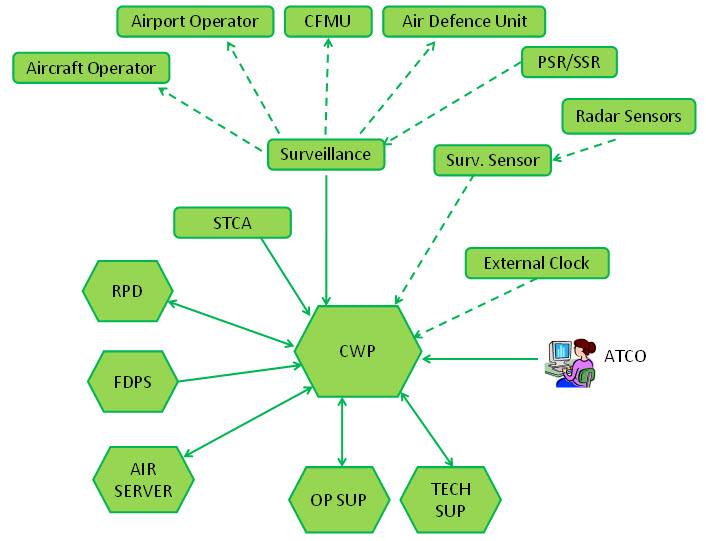 Airport Operator
CFMU
Air Defence Unit
Aircraft Operator
PSR/SSR
Radar Sensors
Surveillance
Surv. Sensor
STCA
External Clock
RPD
CWP
ATCO
FDPS
AIR
SERVER
OP SUP
TECH
SUP